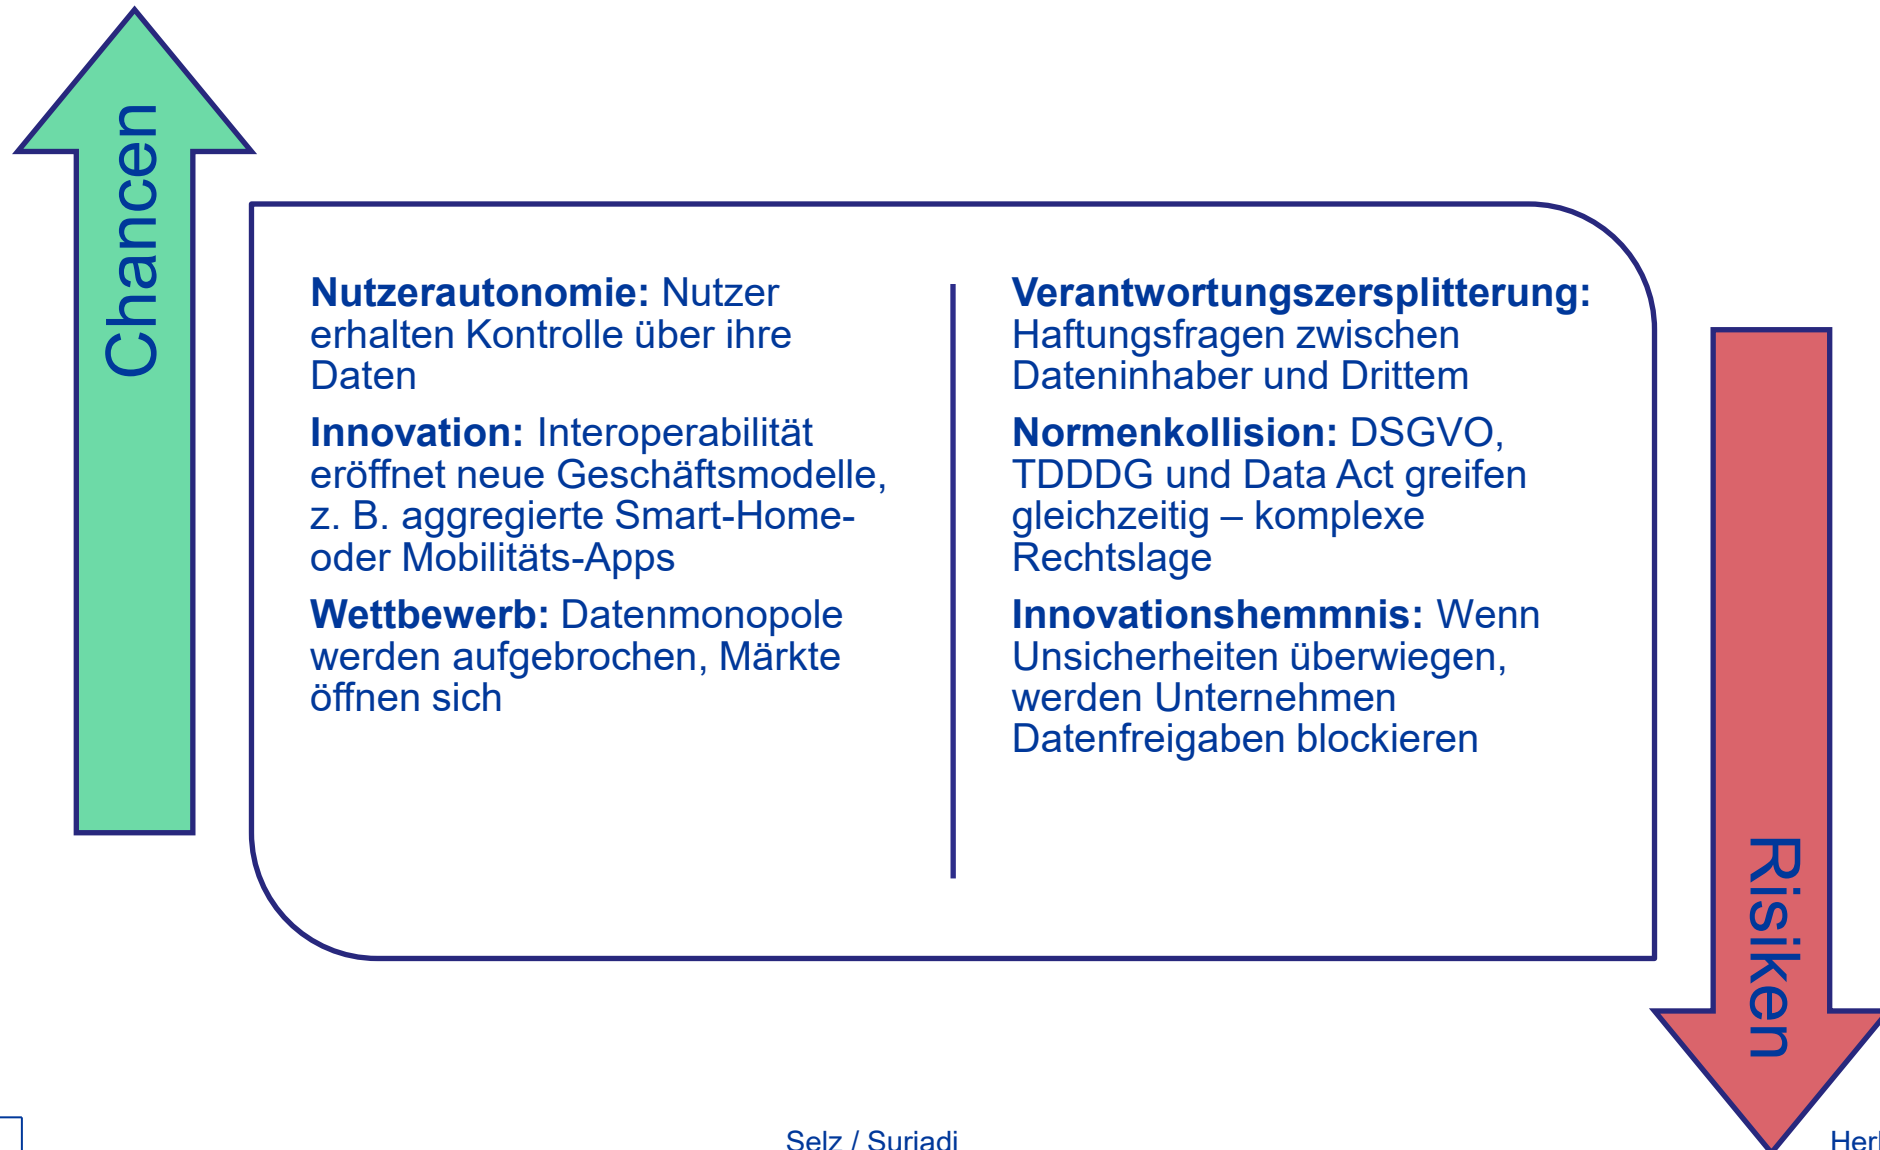 Chancen
Nutzerautonomie: Nutzer
erhalten Kontrolle über ihre
Daten
Innovation: Interoperabilität
eröffnet neue Geschäftsmodelle,
z. B. aggregierte Smart-Home-
oder Mobilitäts-Apps
Wettbewerb: Datenmonopole
werden aufgebrochen, Märkte
öffnen sich
Verantwortungszersplitterung:
Haftungsfragen zwischen
Dateninhaber und Drittem
Normenkollision: DSGVO,
TDDDG und Data Act greifen
gleichzeitig – komplexe
Rechtslage
Innovationshemmnis: Wenn
Unsicherheiten überwiegen,
werden Unternehmen
Datenfreigaben blockieren
Risiken
Selz / Suriadi